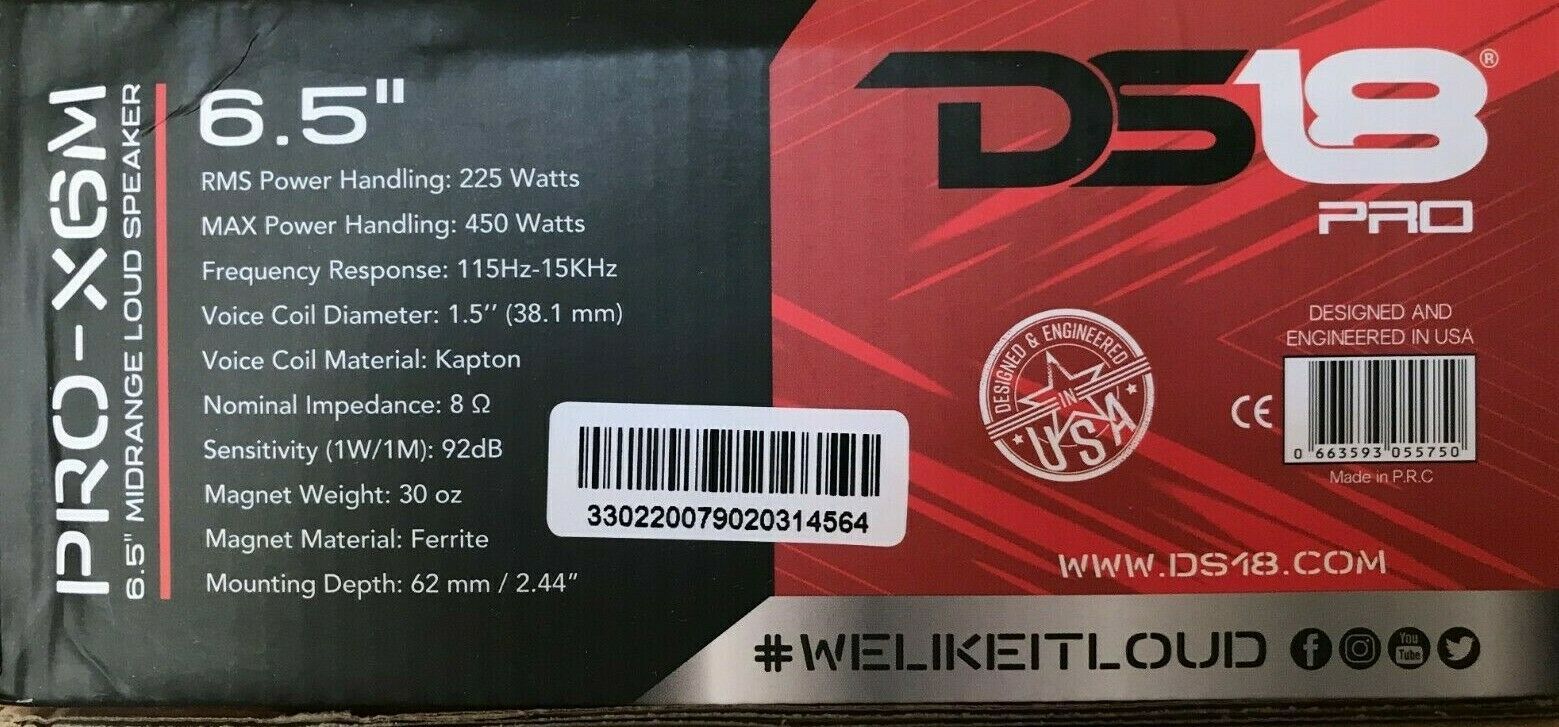 PRO-X6M
6.5" MIDRANGE LOUD SPEAKER
6.5"
RMS Power Handling: 225 Watts
MAX Power Handling: 450 Watts
Frequency Response: 115Hz-15KHz
Voice Coil Diameter: 1.5'' (38.1 mm)
Voice Coil Material: Kapton
Nominal Impedance: 8 Ω
Sensitivity (1W/1M): 92dB
Magnet Weight: 30 oz
Magnet Material: Ferrite
Mounting Depth: 62 mm / 2.44"
330220079020314564
DS18®
PRO
DESIGNED & ENGINEERED
IN
USA
DESIGNED AND
ENGINEERED IN USA
CE
0 663593 055750
Made in P.R.C
WWW.DS18.COM
#WELIKEITLOUD
You
Tube